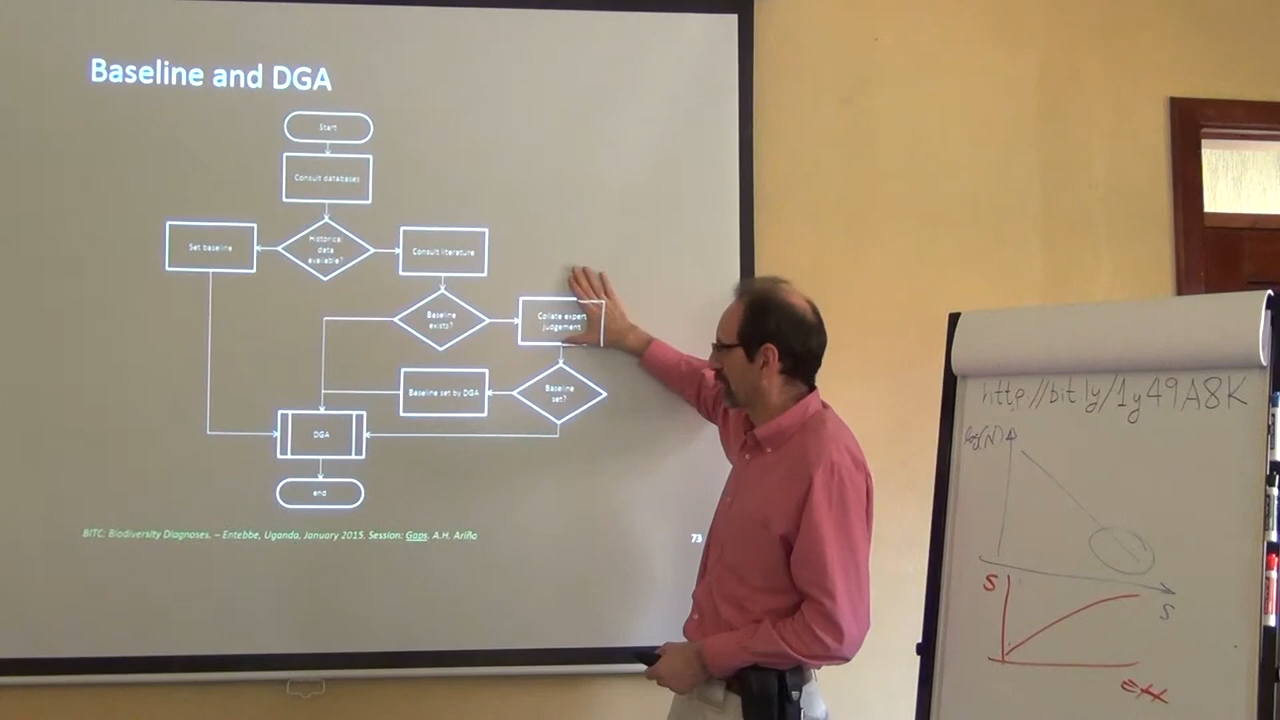 Baseline and DGA
Start
Consult databases
Historical
data
available?
Set baseline
Consult literature
Baseline
exists?
Collate expert
judgement
Baseline set by DGA
Baseline
set?
DGA
end
BITC: Biodiversity Diagnoses. – Entebbe, Uganda, January 2015. Session: Gaps. A.H. Ariño
73
http://bit.ly/1y49A8K
log(N)
S
S
Eff